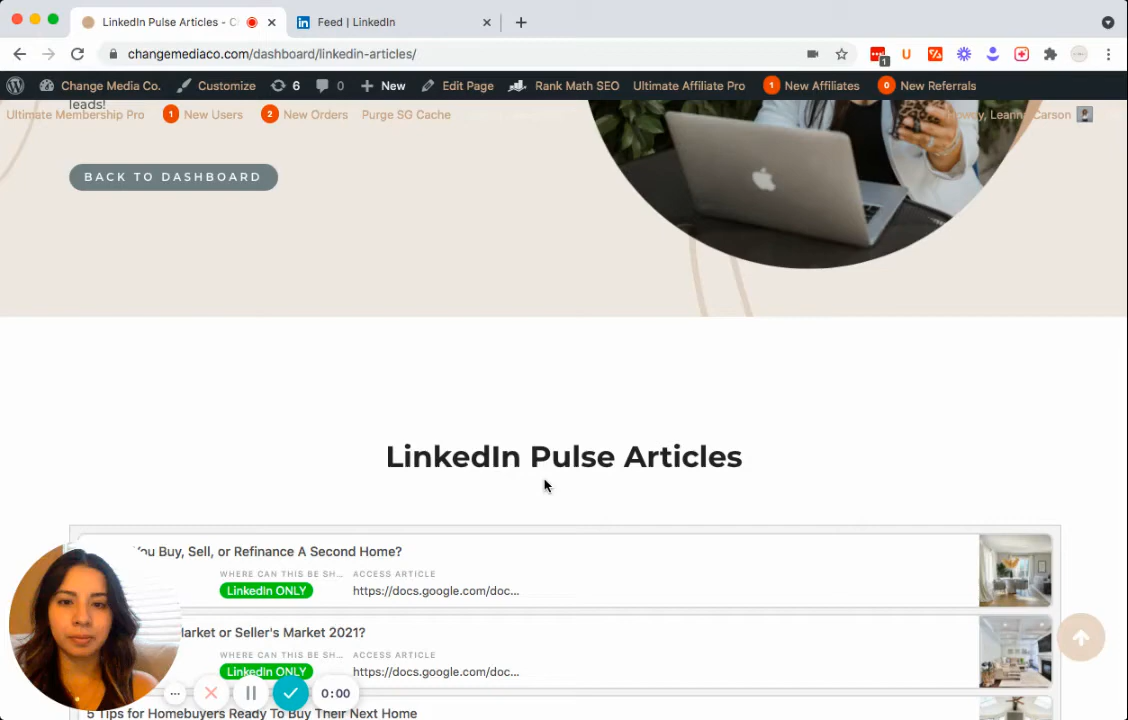 LinkedIn Pulse Articles - C
Feed | LinkedIn
changemediaco.com/dashboard/linkedin-articles/
1
Change Media Co. Customize 6 0 New Edit Page Rank Math SEO Ultimate Affiliate Pro 1 New Affiliates 0 New Referrals
leads!
Ultimate Membership Pro 1 New Users 2 New Orders Purge SG Cache Leann Carson
BACK TO DASHBOARD
LinkedIn Pulse Articles
You Buy, Sell, or Refinance A Second Home?
WHERE CAN THIS BE SH... ACCESS ARTICLE
LinkedIn ONLY https://docs.google.com/doc...
Market or Seller's Market 2021?
WHERE CAN THIS BE SH... ACCESS ARTICLE
LinkedIn ONLY https://docs.google.com/doc...
0:00
5 Tips for Homebuyers Ready To Buy Their Next Home